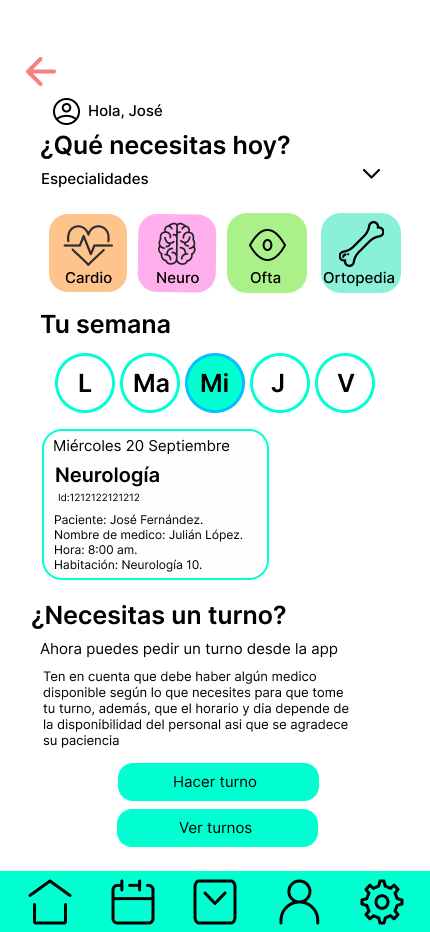 Hola, José
¿Qué necesitas hoy?
Especialidades
Cardio Neuro Ofta Ortopedia
Tu semana
L Ma Mi J V
Miércoles 20 Septiembre
Neurología
Id:1212122121212
Paciente: José Fernández.
Nombre de medico: Julián López.
Hora: 8:00 am.
Habitación: Neurología 10.
¿Necesitas un turno?
Ahora puedes pedir un turno desde la app
Ten en cuenta que debe haber algún medico
disponible según lo que necesites para que tome
tu turno, además, que el horario y dia depende de
la disponibilidad del personal asi que se agradece
su paciencia
Hacer turno
Ver turnos